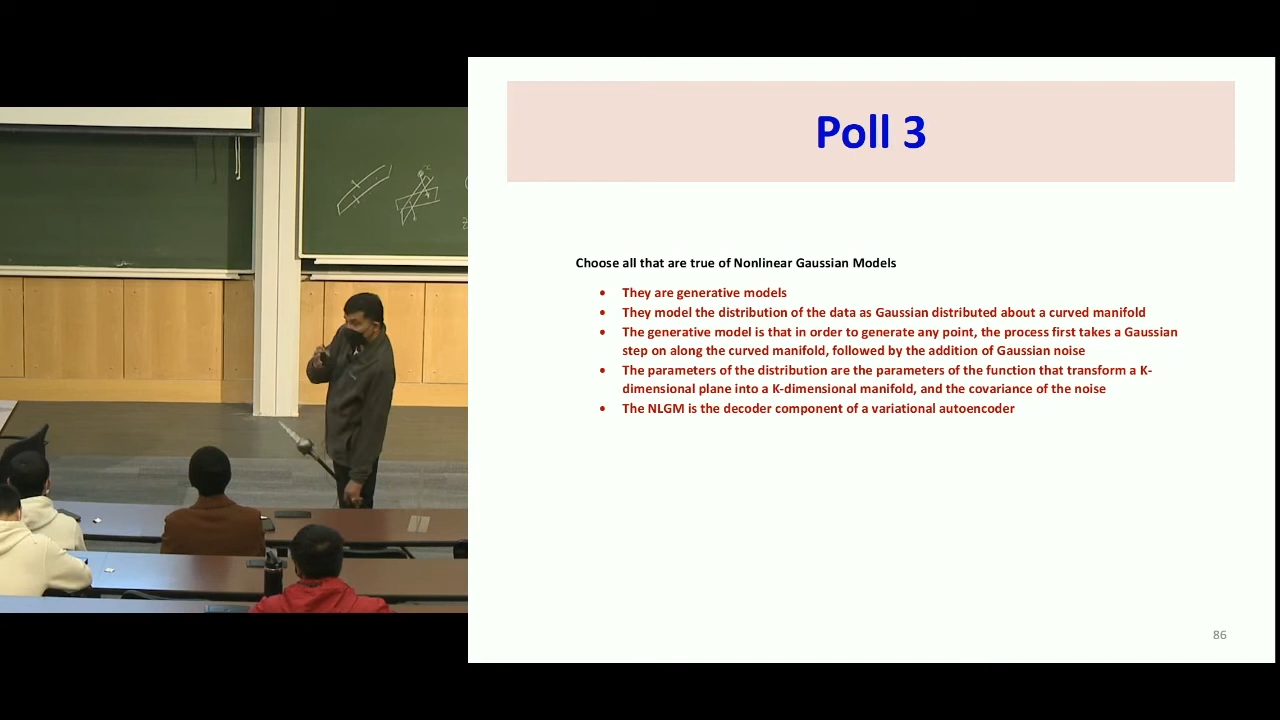 Poll 3
Choose all that are true of Nonlinear Gaussian Models
• They are generative models
• They model the distribution of the data as Gaussian distributed about a curved manifold
• The generative model is that in order to generate any point, the process first takes a Gaussian
step on along the curved manifold, followed by the addition of Gaussian noise
• The parameters of the distribution are the parameters of the function that transform a K-
dimensional plane into a K-dimensional manifold, and the covariance of the noise
• The NLGM is the decoder component of a variational autoencoder
86